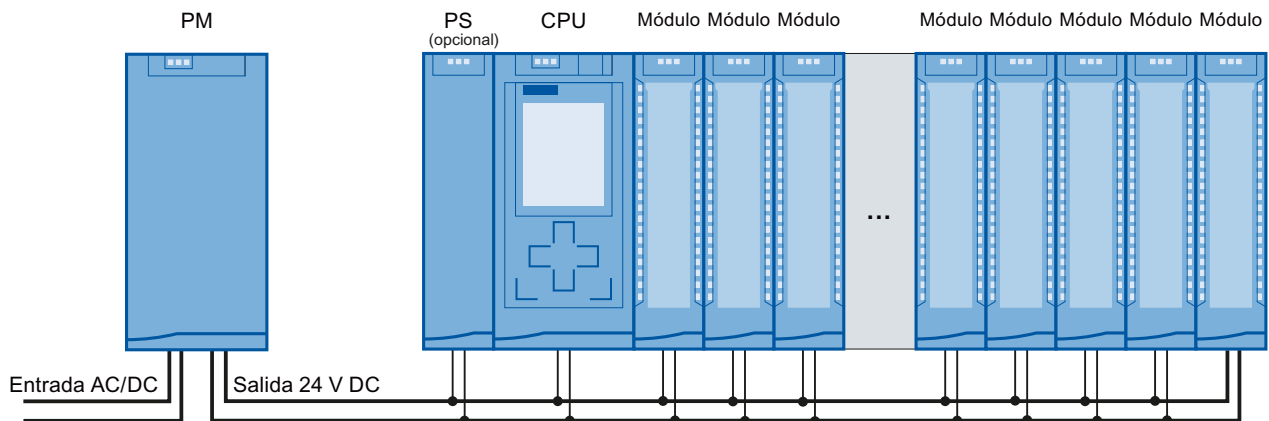 PM
PS
(opcional)
CPU
Módulo Módulo Módulo
Módulo Módulo Módulo Módulo Módulo
...
Entrada AC/DC
Salida 24 V DC